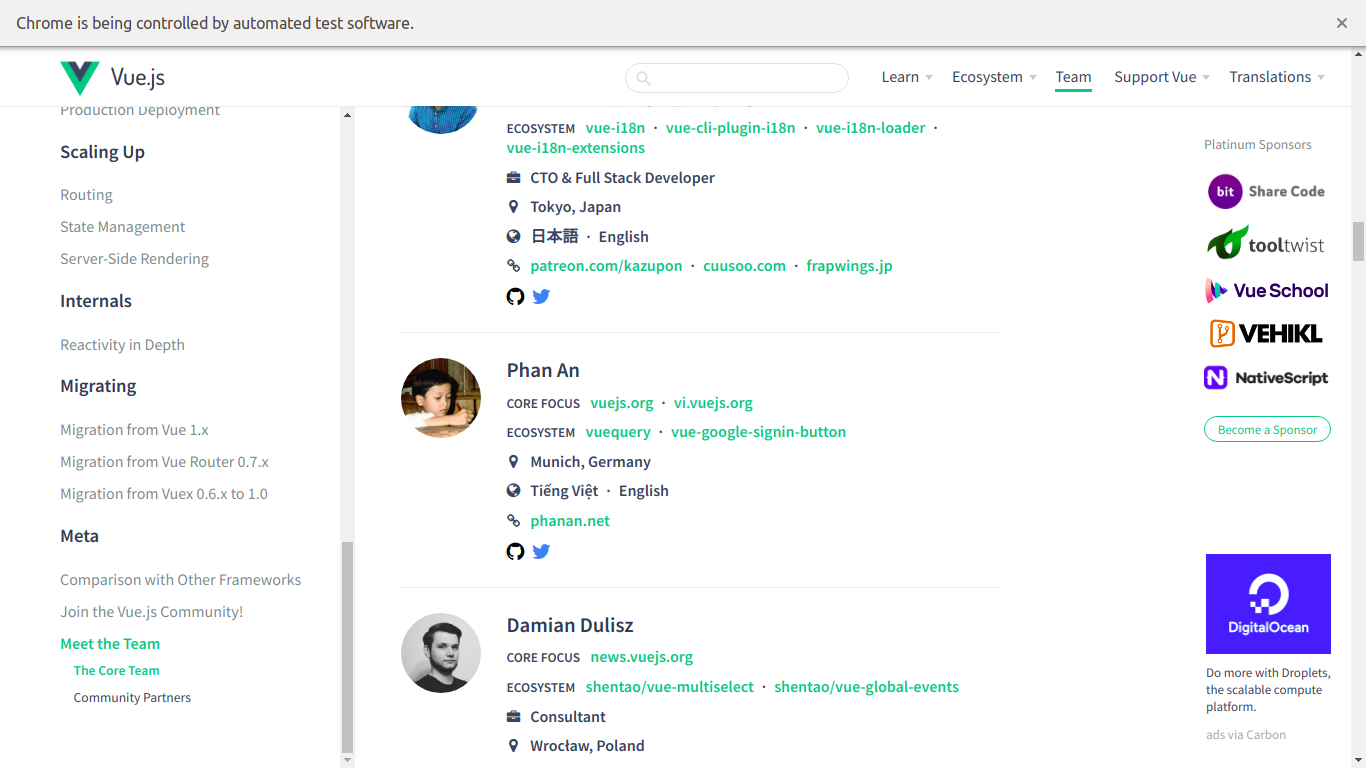 Chrome is being controlled by automated test software.
Vue.js
Learn
Ecosystem
Team
Support Vue
Translations
Production Deployment
Scaling Up
Routing
State Management
Server-Side Rendering
Internals
Reactivity in Depth
Migrating
Migration from Vue 1.x
Migration from Vue Router 0.7.x
Migration from Vuex 0.6.x to 1.0
Meta
Comparison with Other Frameworks
Join the Vue.js Community!
Meet the Team
The Core Team
Community Partners
ECOSYSTEM vue-i18n · vue-cli-plugin-i18n · vue-i18n-loader ·
vue-i18n-extensions
CTO & Full Stack Developer
Tokyo, Japan
日本語 · English
patreon.com/kazupon · cuusoo.com · frapwings.jp
Phan An
CORE FOCUS vuejs.org · vi.vuejs.org
ECOSYSTEM vuequery · vue-google-signin-button
Munich, Germany
Tiếng Việt · English
phanan.net
Damian Dulisz
CORE FOCUS news.vuejs.org
ECOSYSTEM shentao/vue-multiselect · shentao/vue-global-events
Consultant
Wrocław, Poland
Platinum Sponsors
bit Share Code
tooltwist
Vue School
VEHIKL
NativeScript
Become a Sponsor
DigitalOcean
Do more with Droplets,
the scalable compute
platform.
ads via Carbon